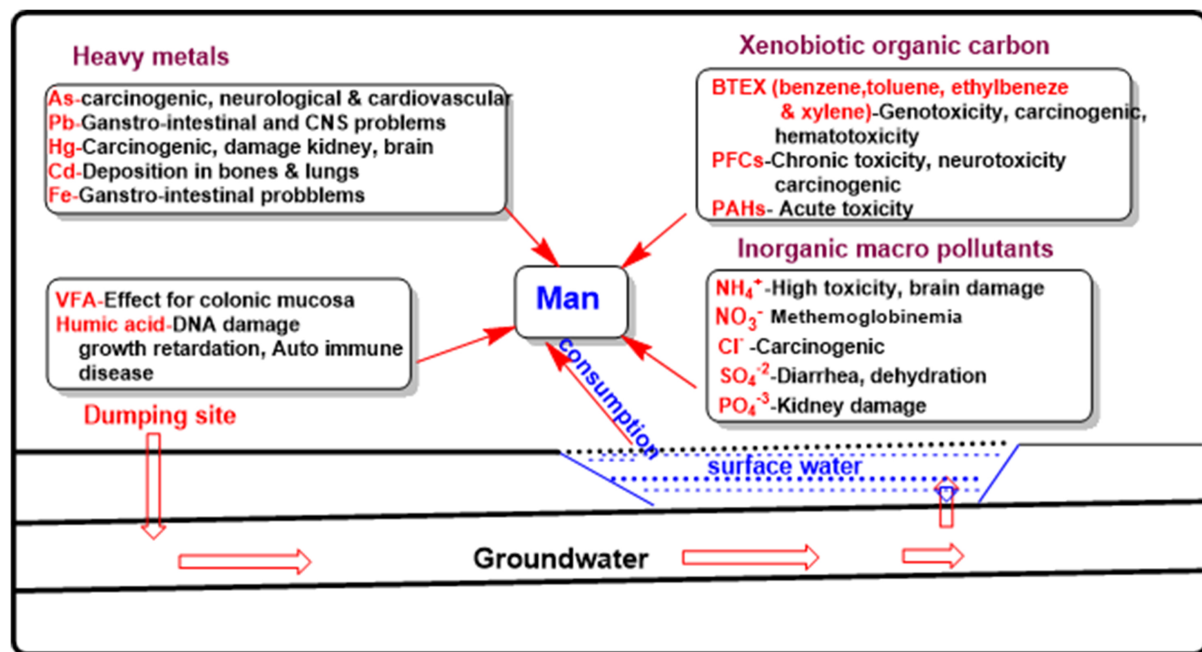 Heavy metals
As-carcinogenic, neurological & cardiovascular
Pb-Ganstro-intestinal and CNS problems
Hg-Carcinogenic, damage kidney, brain
Cd-Deposition in bones & lungs
Fe-Ganstro-intestinal probblems
Xenobiotic organic carbon
BTEX (benzene,toluene, ethylbeneze
& xylene)-Genotoxicity, carcinogenic,
hematotoxicity
PFCs-Chronic toxicity, neurotoxicity
carcinogenic
PAHs- Acute toxicity
VFA-Effect for colonic mucosa
Humic acid-DNA damage
growth retardation, Auto immune
disease
Man
Inorganic macro pollutants
NH₄⁺-High toxicity, brain damage
NO₃⁻ Methemoglobinemia
Cl⁻ -Carcinogenic
SO₄⁻²-Diarrhea, dehydration
PO₄⁻³-Kidney damage
Dumping site
consumption
surface water
Groundwater